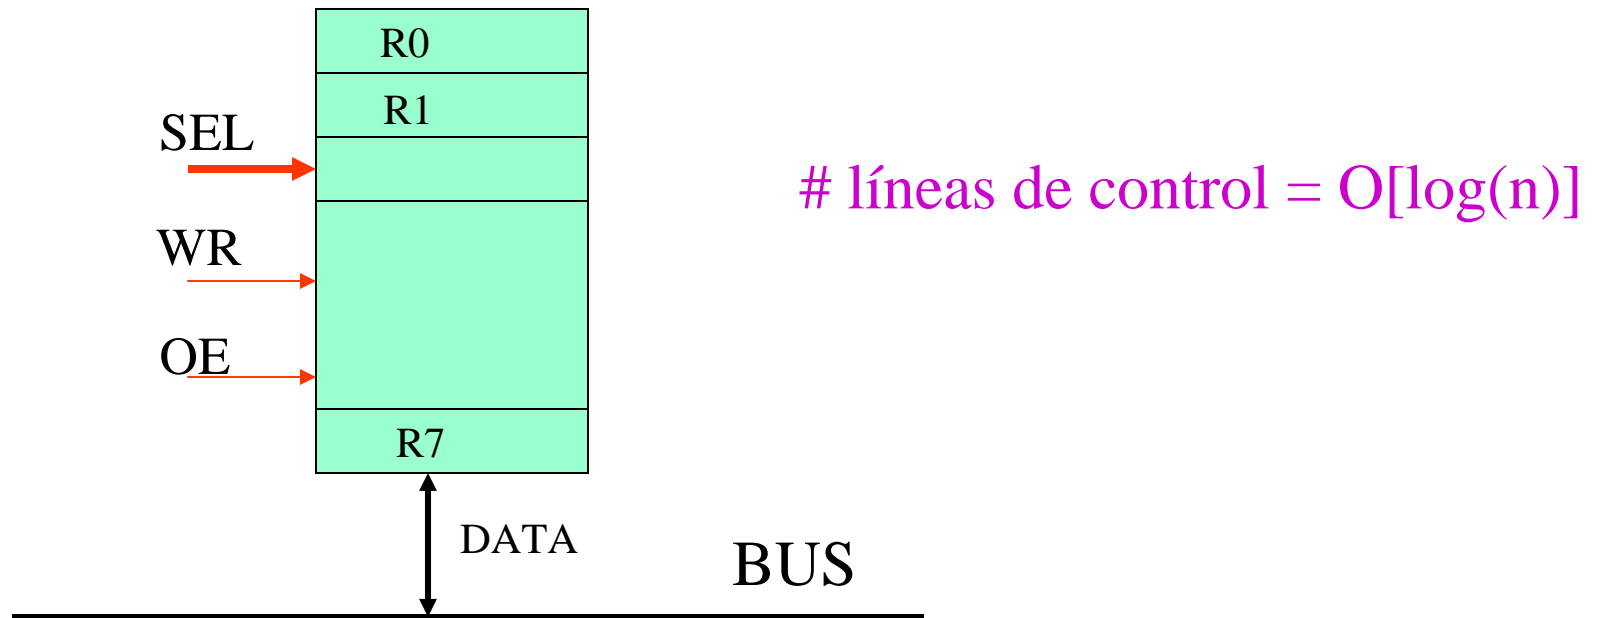 R0
R1
SEL
# líneas de control = O[log(n)]
WR
OE
R7
DATA
BUS